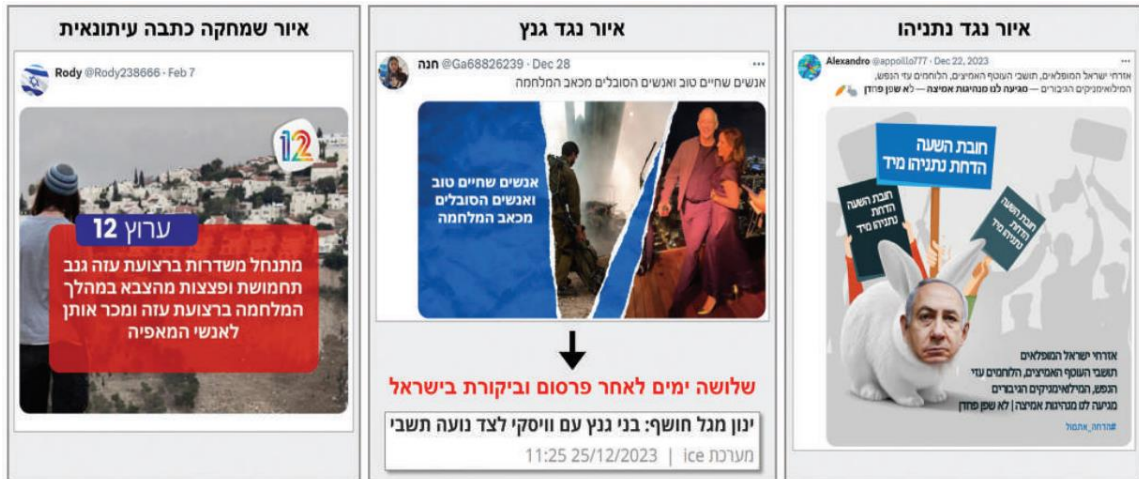 איור נגד נתניהו
Alexandro @appollo777 · Dec 22, 2023
אזרחי ישראל המופלאים, תושבי העוטף האמיצים, הלוחמים עזי הנפש,
המילואימניקים הגיבורים — מגיעה לנו מנהיגות אמיצה — לא שפן פחדן
חובת השעה
הדחת נתניהו מיד
חובת השעה
הדחת
נתניהו מיד
חובת השעה
הדחת
נתניהו מיד
אזרחי ישראל המופלאים
תושבי העוטף האמיצים, הלוחמים עזי
הנפש, המילואימניקים הגיבורים
מגיעה לנו מנהיגות אמיצה | לא שפן פחדן
#הדחה_אתמול
איור נגד גנץ
חנה @Ga68826239 · Dec 28
אנשים שחיים טוב ואנשים הסובלים מכאב המלחמה
אנשים שחיים טוב
ואנשים הסובלים
מכאב המלחמה
שלושה ימים לאחר פרסום וביקורת בישראל
ינון מגל חושף: בני גנץ עם וויסקי לצד נועה תשבי
מערכת ice | 25/12/2023 11:25
איור שמחקה כתבה עיתונאית
Rody @Rody238666 · Feb 7
12
ערוץ 12
מתנחל משדרות ברצועת עזה גנב
תחמושת ופצצות מהצבא במהלך
המלחמה ברצועת עזה ומכר אותן
לאנשי המאפיה